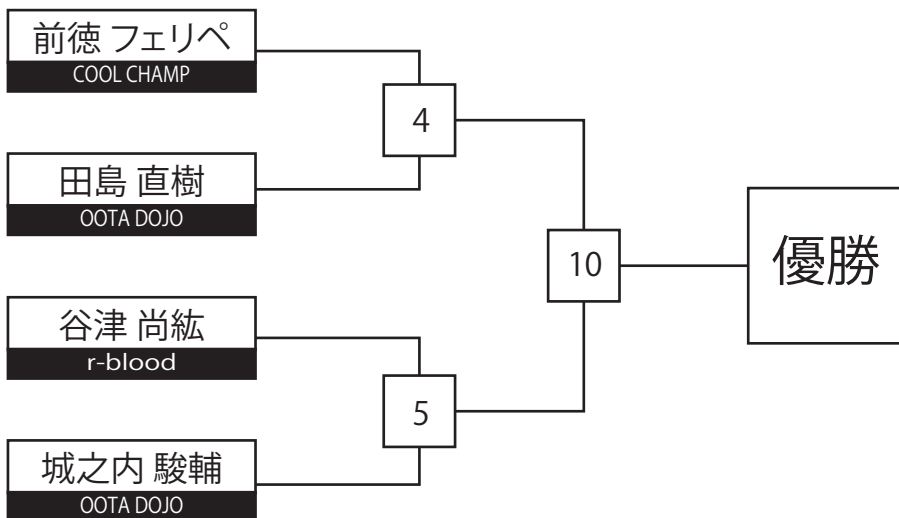 前徳 フェリペ
COOL CHAMP
4
田島 直樹
OOTA DOJO
10
優勝
谷津 尚紘
r-blood
5
城之内 駿輔
OOTA DOJO